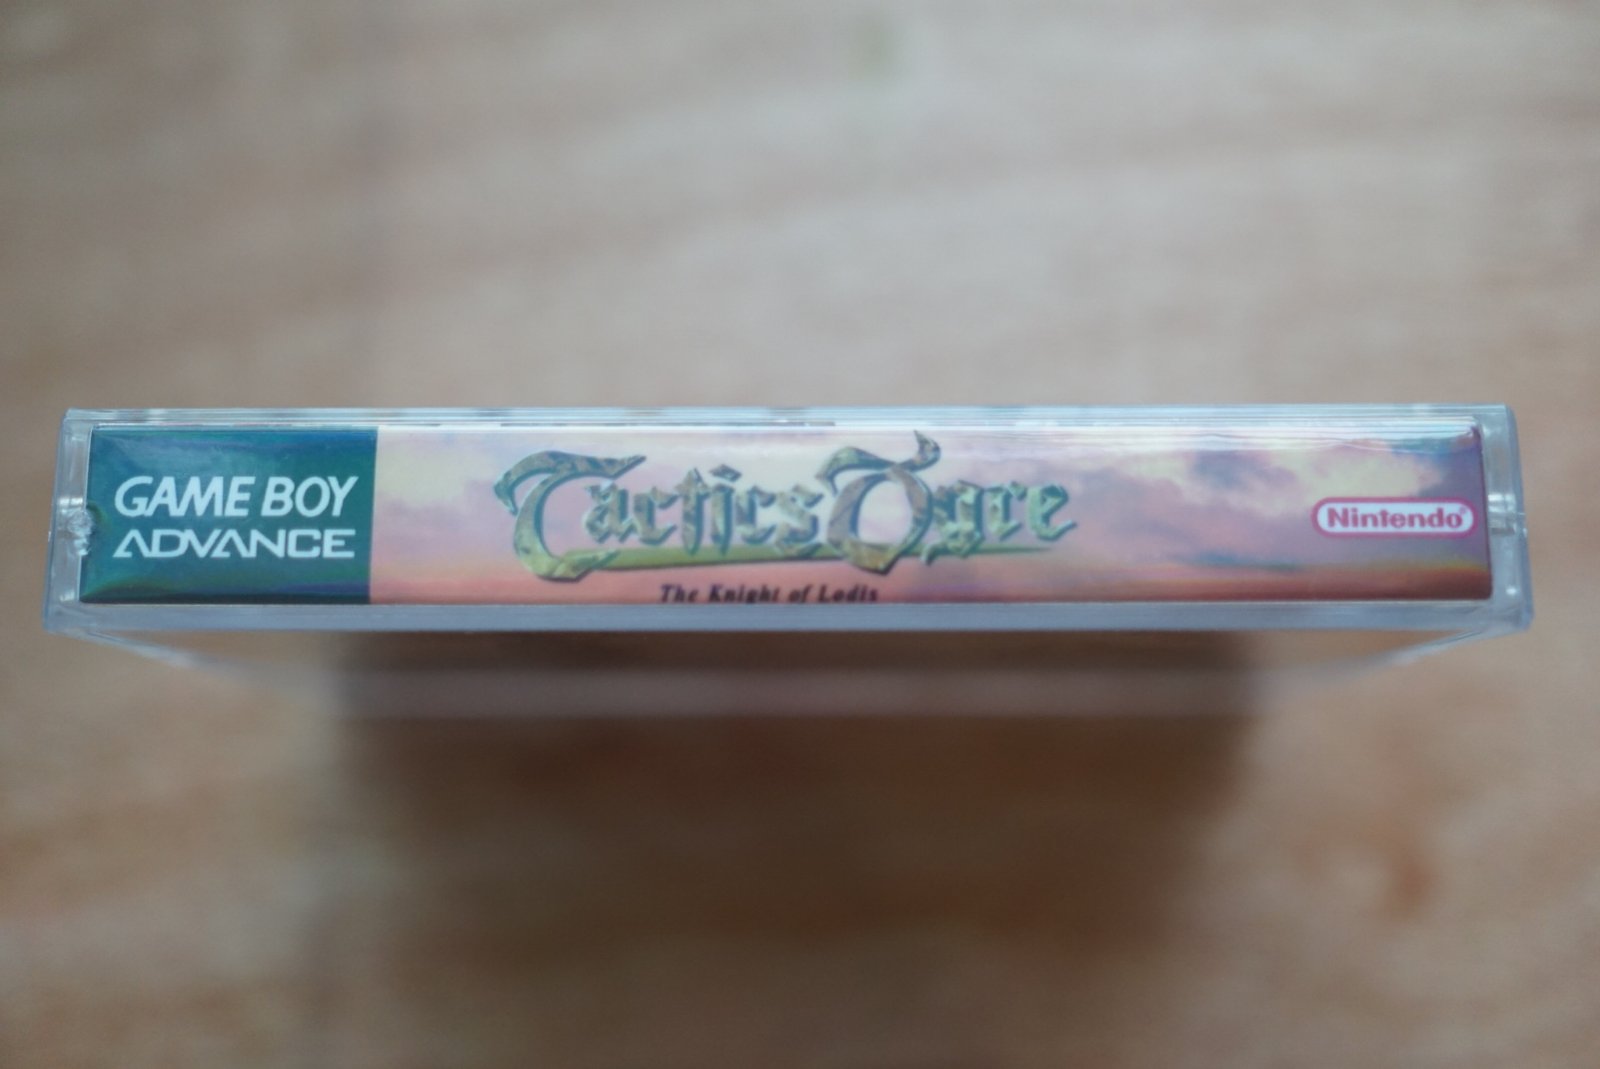 GAME BOY
ADVANCE
Tactics Ogre
The Knight of Lodis
Nintendo®